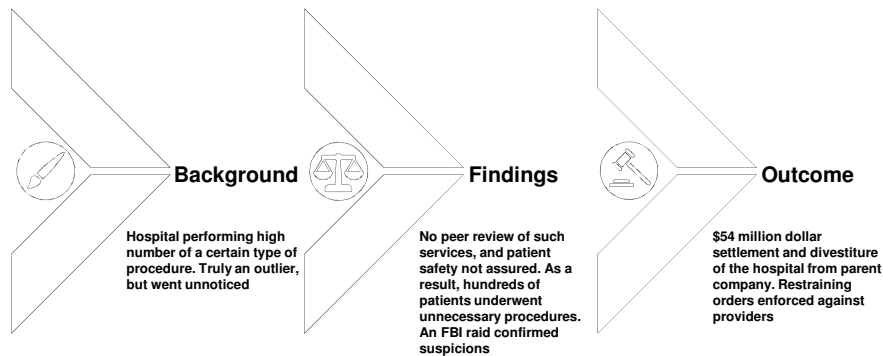 Background
Hospital performing high
number of a certain type of
procedure. Truly an outlier,
but went unnoticed
Findings
No peer review of such
services, and patient
safety not assured. As a
result, hundreds of
patients underwent
unnecessary procedures.
An FBI raid confirmed
suspicions
Outcome
$54 million dollar
settlement and divestiture
of the hospital from parent
company. Restraining
orders enforced against
providers